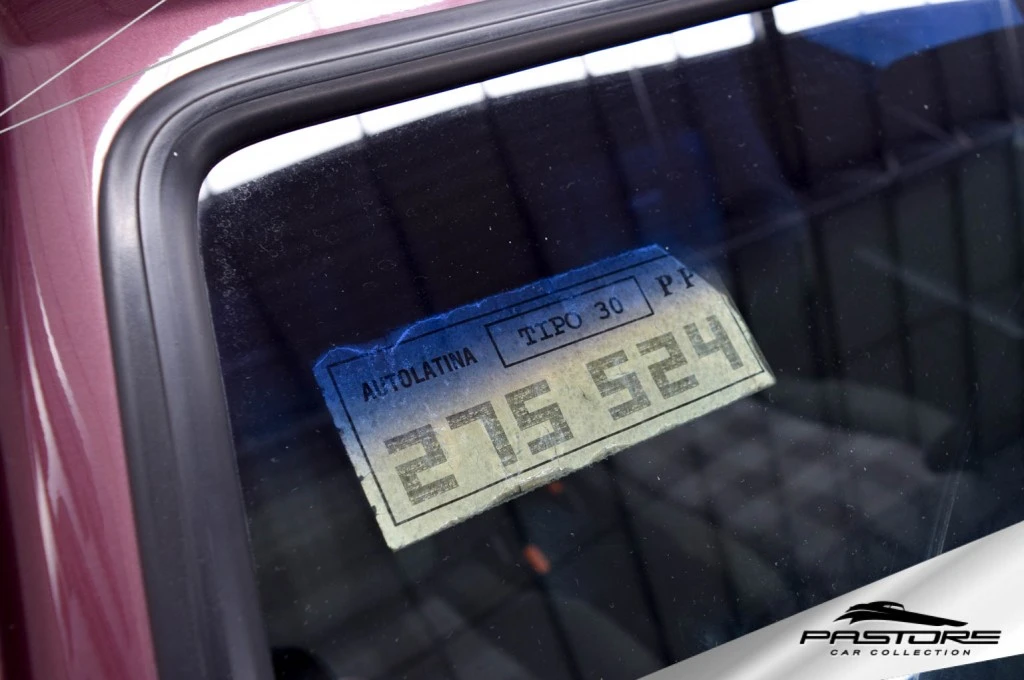 AUTOLATINA TIPO 30 PP
275 524
PASTORE
CAR COLLECTION